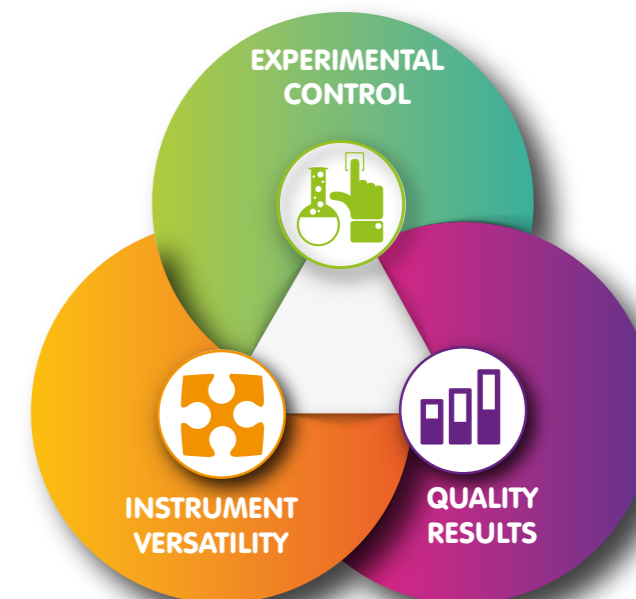 EXPERIMENTAL
CONTROL
INSTRUMENT
VERSATILITY
QUALITY
RESULTS